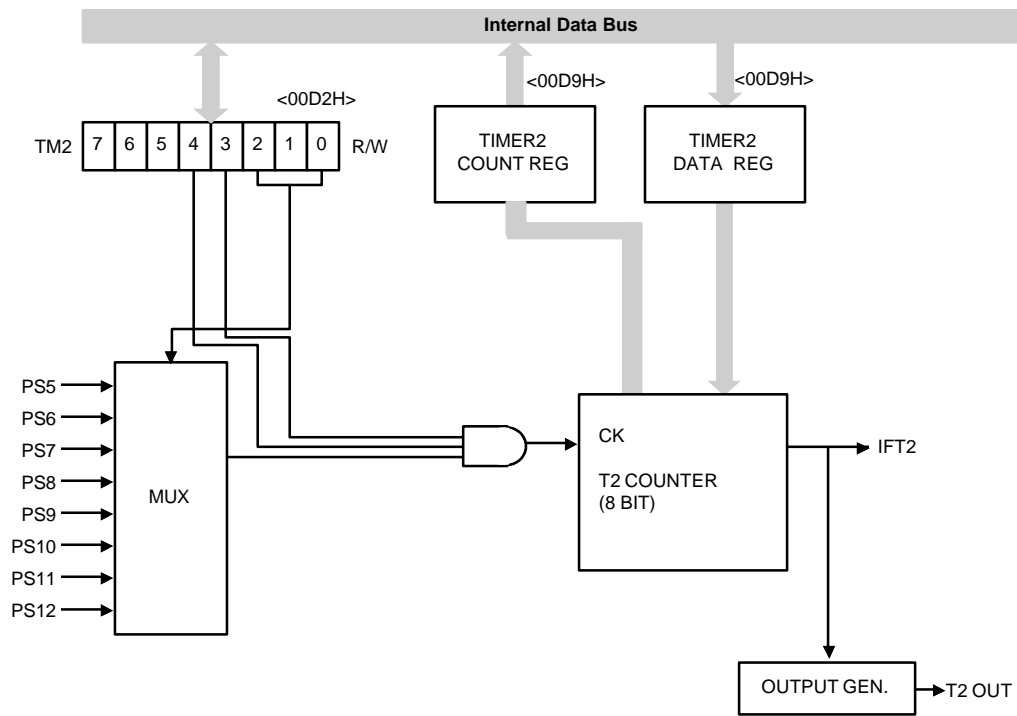 Internal Data Bus
<00D2H>
<00D9H>
<00D9H>
TM2 7 6 5 4 3 2 1 0 R/W
TIMER2
COUNT REG
TIMER2
DATA REG
PS5
PS6
PS7
PS8
PS9
PS10
PS11
PS12
MUX
CK
T2 COUNTER
(8 BIT)
IFT2
OUTPUT GEN.
T2 OUT